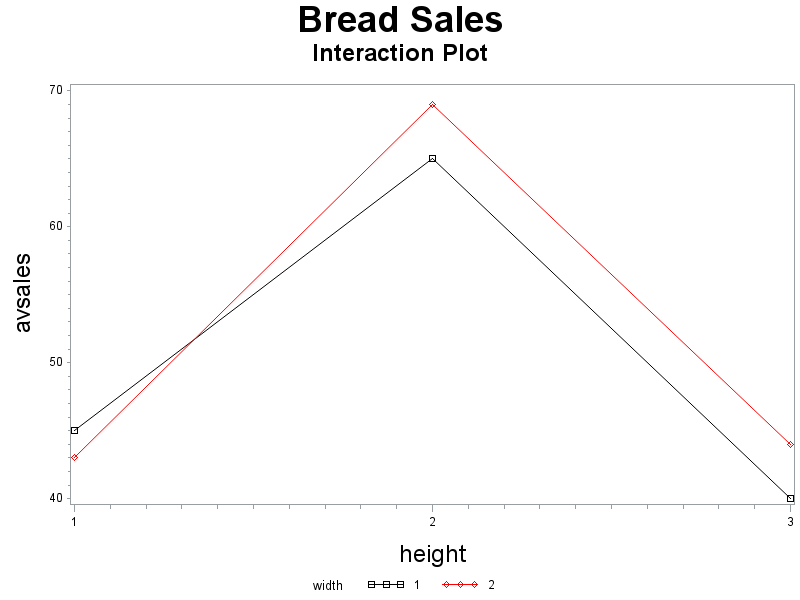 Bread Sales
Interaction Plot
70
60
50
40
avsales
1 2 3
height
width 1 2